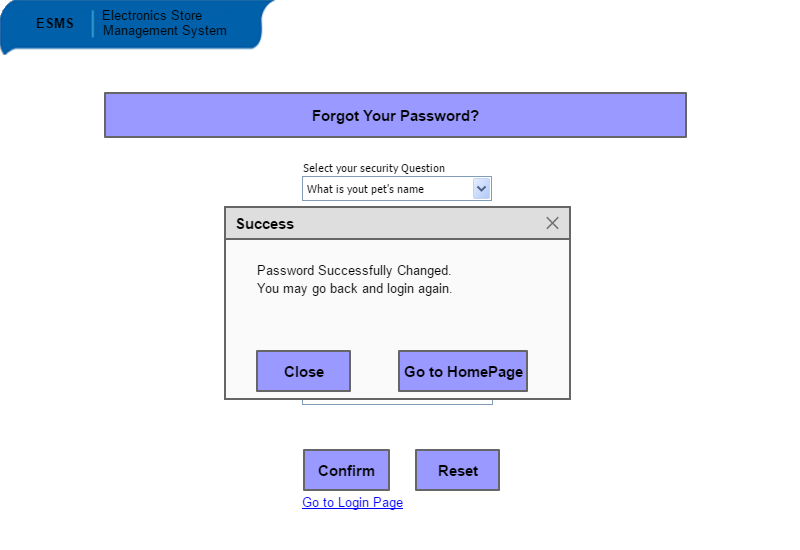 ESMS
Electronics Store
Management System
Forgot Your Password?
Select your security Question
What is yout pet's name
Success
Password Successfully Changed.
You may go back and login again.
Close
Go to HomePage
Confirm
Reset
Go to Login Page